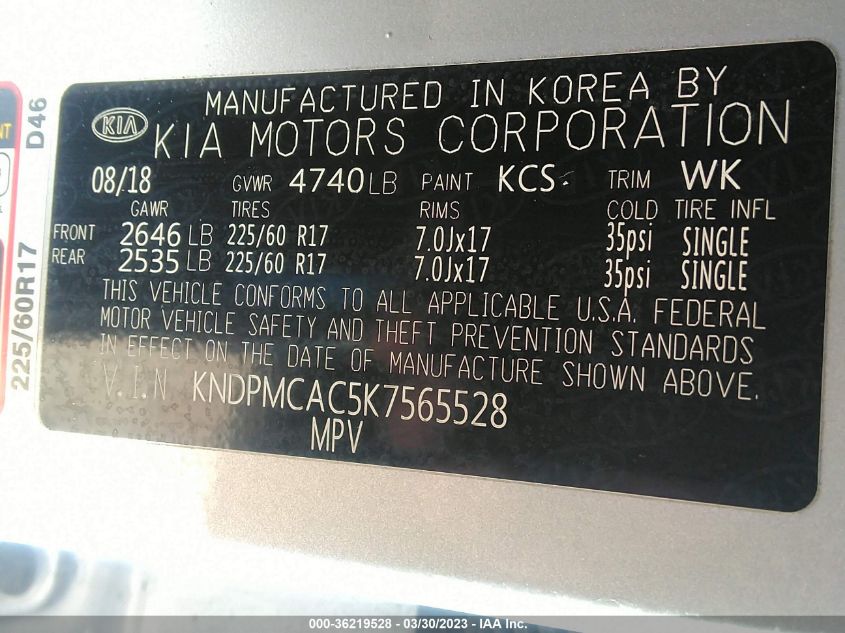 MANUFACTURED IN KOREA BY
KIA KIA MOTORS CORPORATION
08/18 GVWR 4740 LB PAINT KCS TRIM WK
GAWR TIRES RIMS COLD TIRE INFL
FRONT 2646 LB 225/60 R17 7.0Jx17 35psi SINGLE
REAR 2535 LB 225/60 R17 7.0Jx17 35psi SINGLE
THIS VEHICLE CONFORMS TO ALL APPLICABLE U.S.A. FEDERAL
MOTOR VEHICLE SAFETY AND THEFT PREVENTION STANDARDS
IN EFFECT ON THE DATE OF MANUFACTURE SHOWN ABOVE.
V.I.N KNDPMCAC5K7565528
MPV
D46
225/60R17
000-36219528 - 03/30/2023 - IAA Inc.